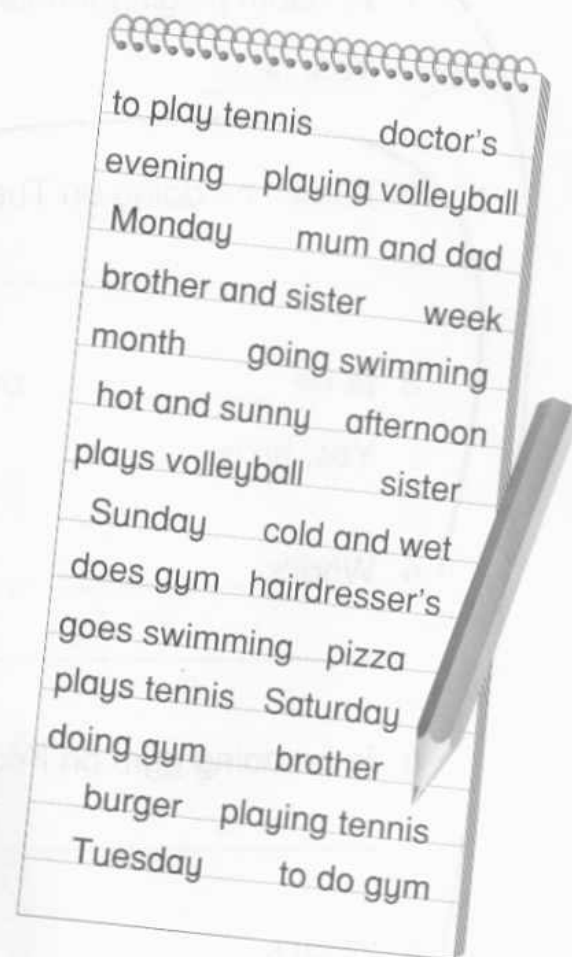 to play tennis doctor's
evening playing volleyball
Monday mum and dad
brother and sister week
month going swimming
hot and sunny afternoon
plays volleyball sister
Sunday cold and wet
does gym hairdresser's
goes swimming pizza
plays tennis Saturday
doing gym brother
burger playing tennis
Tuesday to do gym